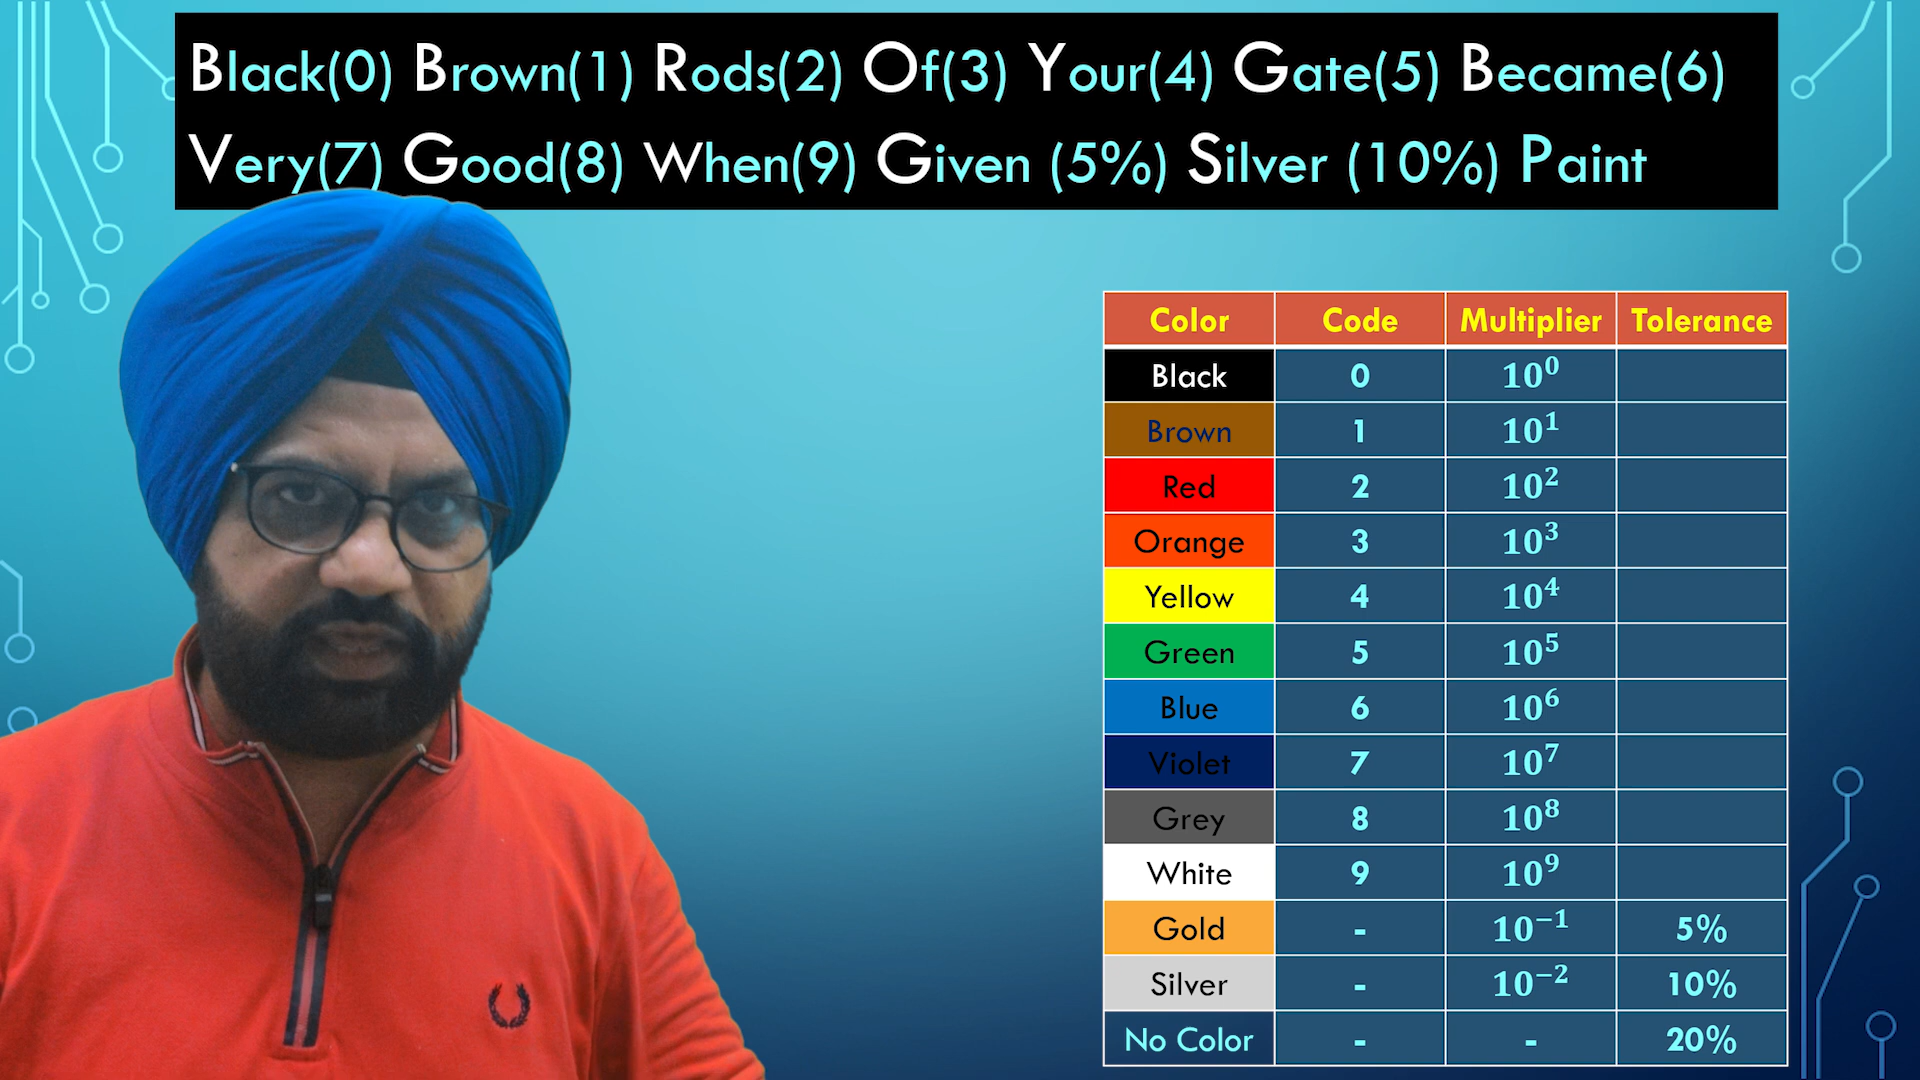 Black(0) Brown(1) Rods(2) Of(3) Your(4) Gate(5) Became(6)
Very(7) Good(8) When(9) Given (5%) Silver (10%) Paint
Color Code Multiplier Tolerance
Black 0 10⁰
Brown 1 10¹
Red 2 10²
Orange 3 10³
Yellow 4 10⁴
Green 5 10⁵
Blue 6 10⁶
Violet 7 10⁷
Grey 8 10⁸
White 9 10⁹
Gold - 10⁻¹ 5%
Silver - 10⁻² 10%
No Color - - 20%